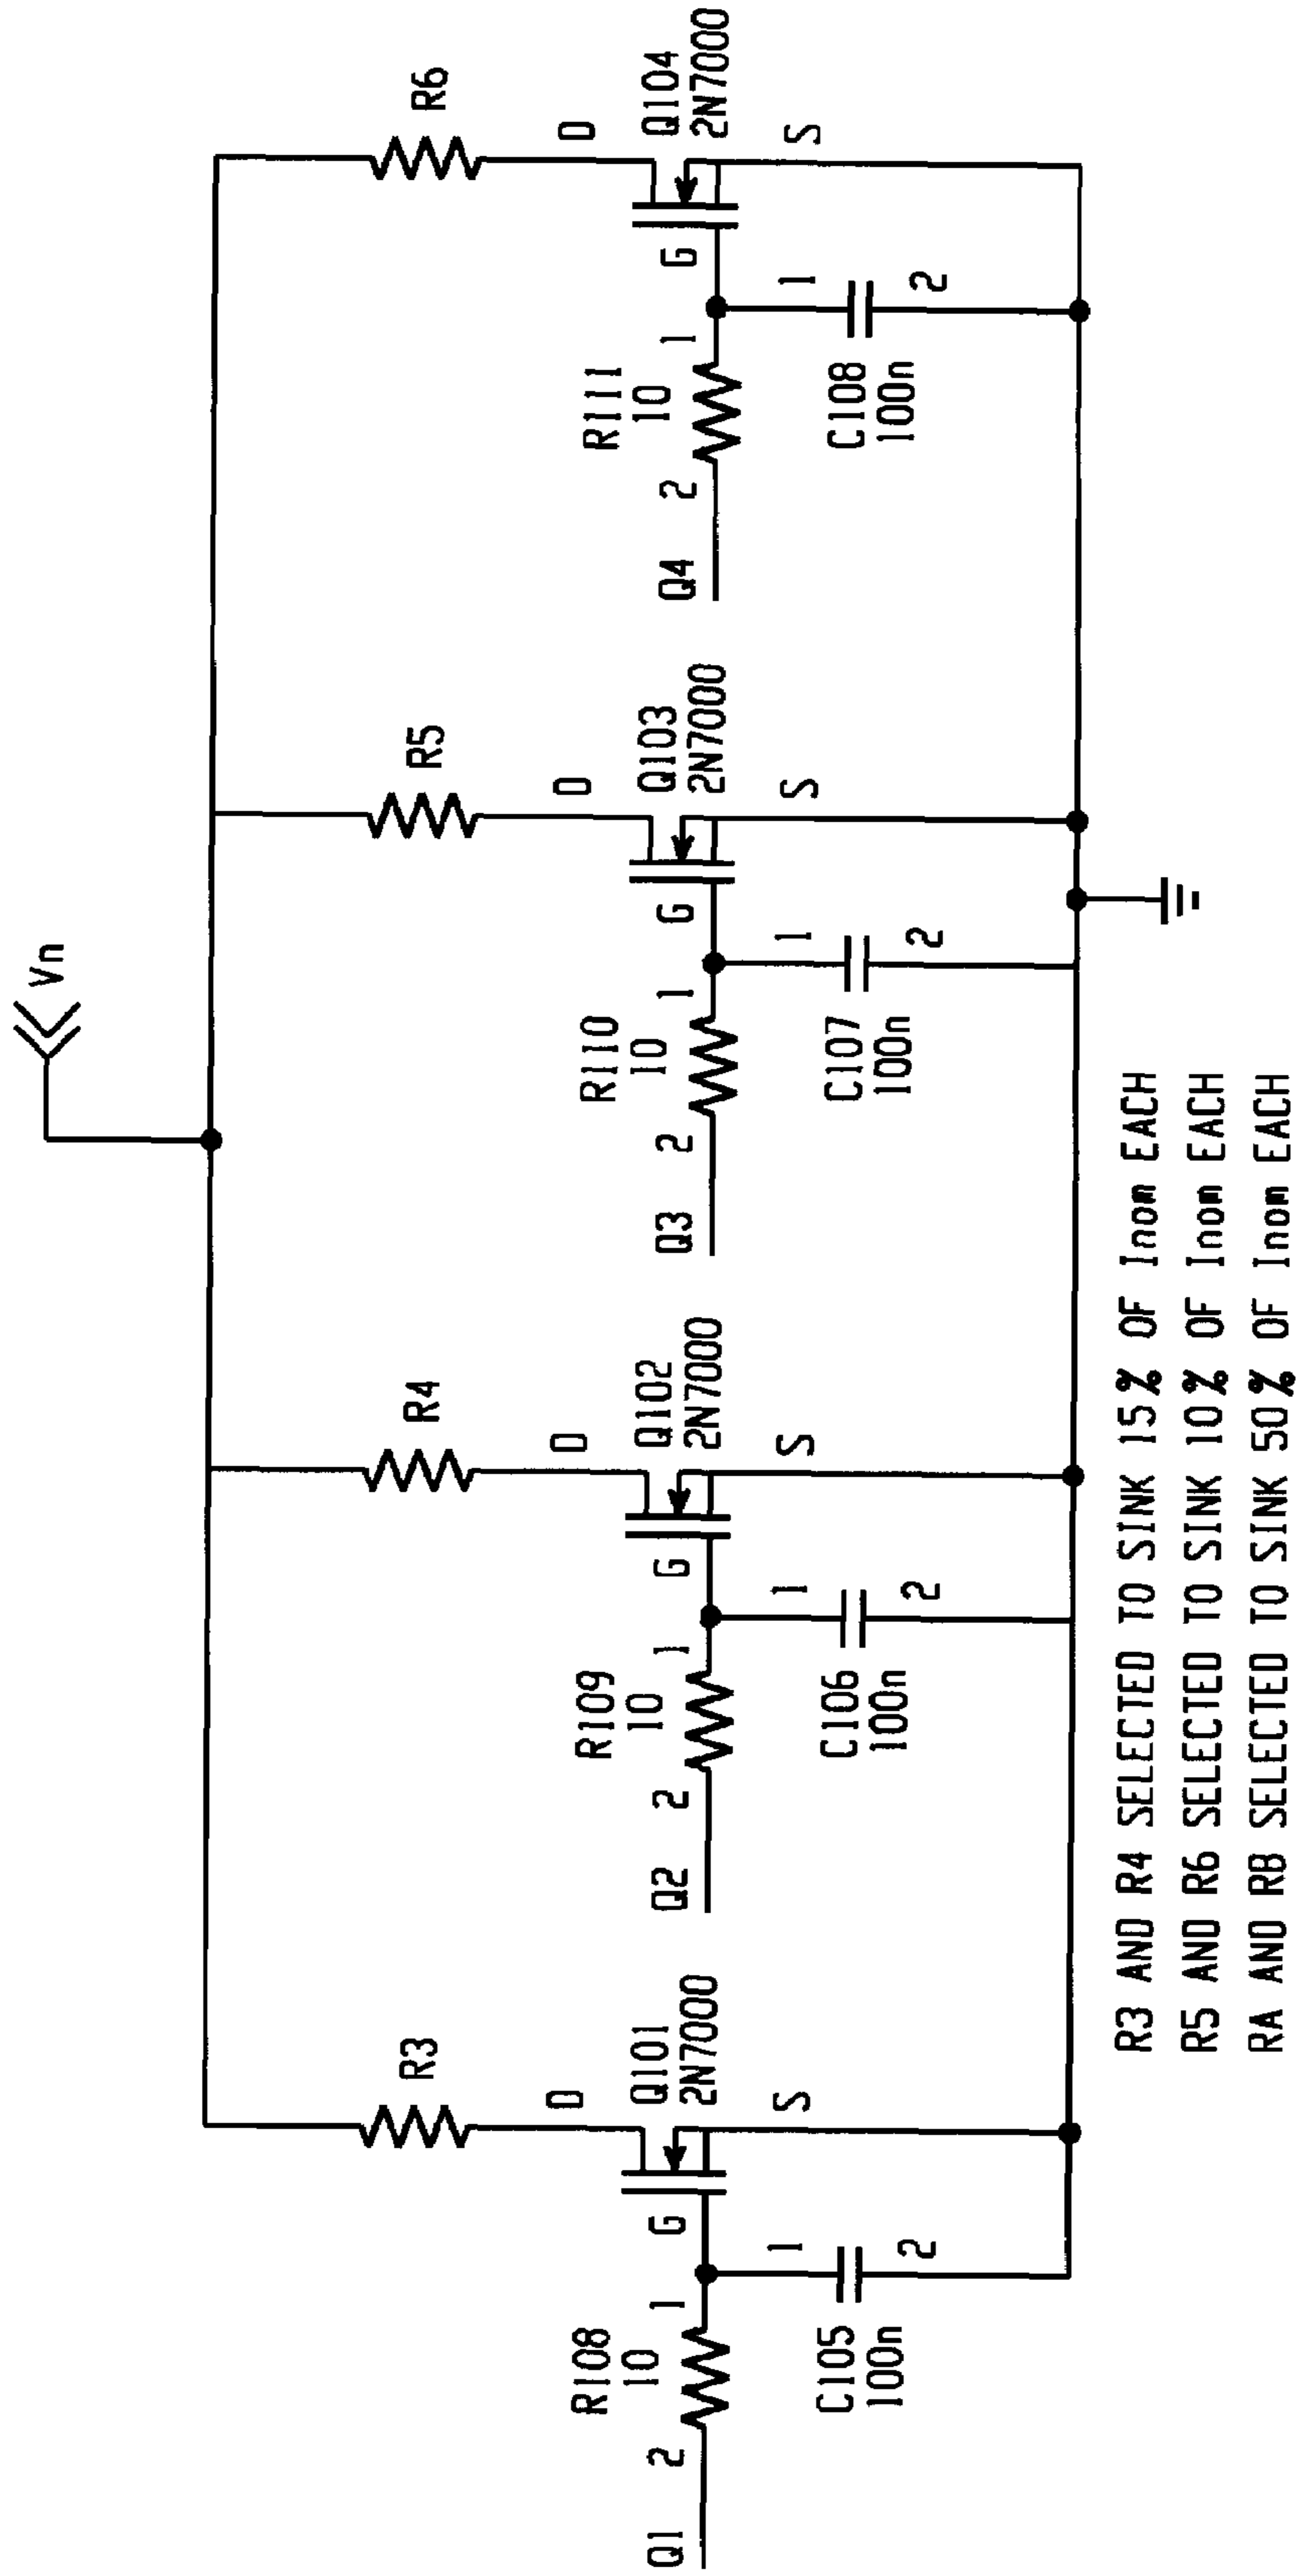 Vn
R3
R4
R5
R6
D
Q101
2N7000
G
S
D
Q102
2N7000
G
S
D
Q103
2N7000
G
S
D
Q104
2N7000
G
S
R108
10
Q1
2
1
R109
10
Q2
2
1
R110
10
Q3
2
1
R111
10
Q4
2
1
C105
100n
1
2
C106
100n
1
2
C107
100n
1
2
C108
100n
1
2
R3 AND R4 SELECTED TO SINK 15% OF Inom EACH
R5 AND R6 SELECTED TO SINK 10% OF Inom EACH
RA AND RB SELECTED TO SINK 50% OF Inom EACH